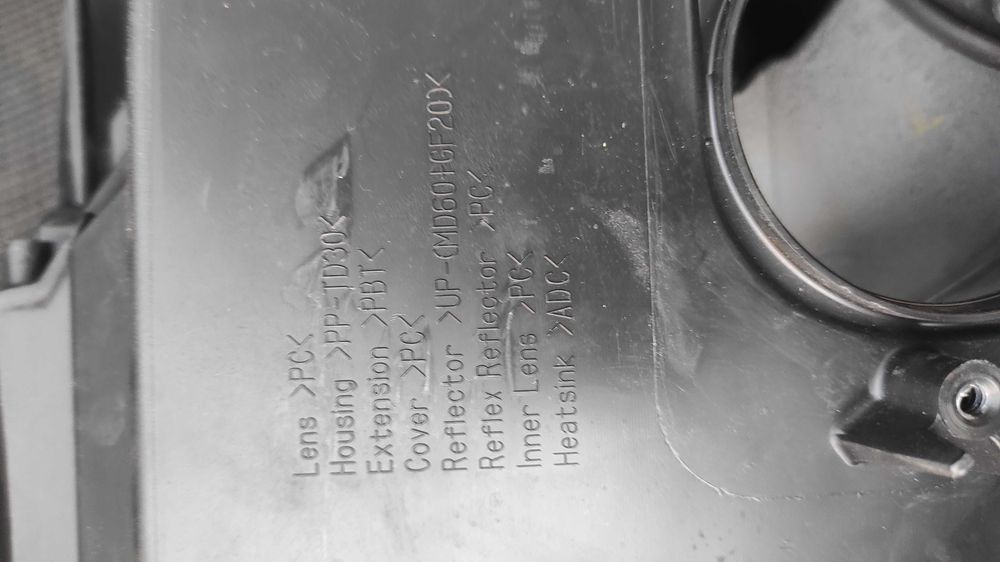 Lens >PC<
Housing >PP-TD30<
Extension >PBT<
Cover >PC<
Reflector >UP-(MD60+GF20)<
Reflex Reflector >PC<
Inner Lens >PC<
Heatsink >ADC<